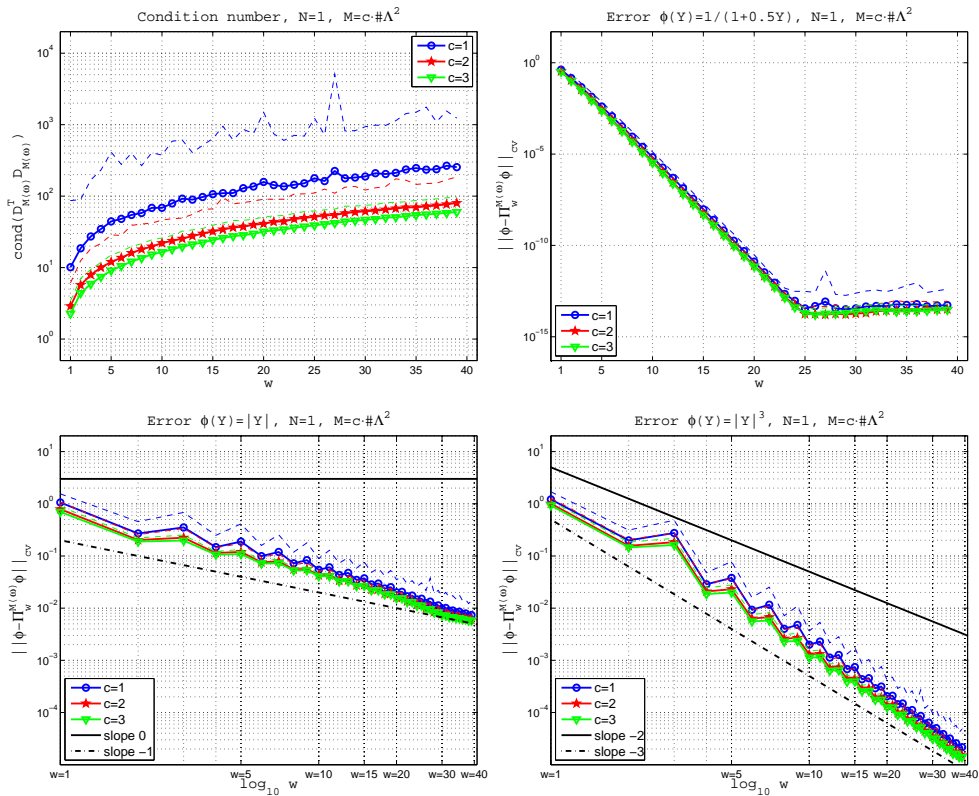 Condition number, N=1, M=c·#Λ²
cond(Dᵀ_M(ω) D_M(ω))
10⁴
10³
10²
10¹
10⁰
1 5 10 15 20 25 30 35 40
w
c=1
c=2
c=3
Error ϕ(Y)=1/(1+0.5Y), N=1, M=c·#Λ²
||ϕ−Π_w^M(ω) ϕ||_cv
10⁰
10⁻⁵
10⁻¹⁰
10⁻¹⁵
1 5 10 15 20 25 30 35 40
w
c=1
c=2
c=3
Error ϕ(Y)=|Y|, N=1, M=c·#Λ²
||ϕ−Π_w^M(ω) ϕ||_cv
10¹
10⁰
10⁻¹
10⁻²
10⁻³
10⁻⁴
w=1 w=5 w=10 w=15 w=20 w=30 w=40
log₁₀ w
c=1
c=2
c=3
slope 0
slope −1
Error ϕ(Y)=|Y|³, N=1, M=c·#Λ²
||ϕ−Π_w^M(ω) ϕ||_cv
10¹
10⁰
10⁻¹
10⁻²
10⁻³
10⁻⁴
w=1 w=5 w=10 w=15 w=20 w=30 w=40
log₁₀ w
c=1
c=2
c=3
slope −2
slope −3